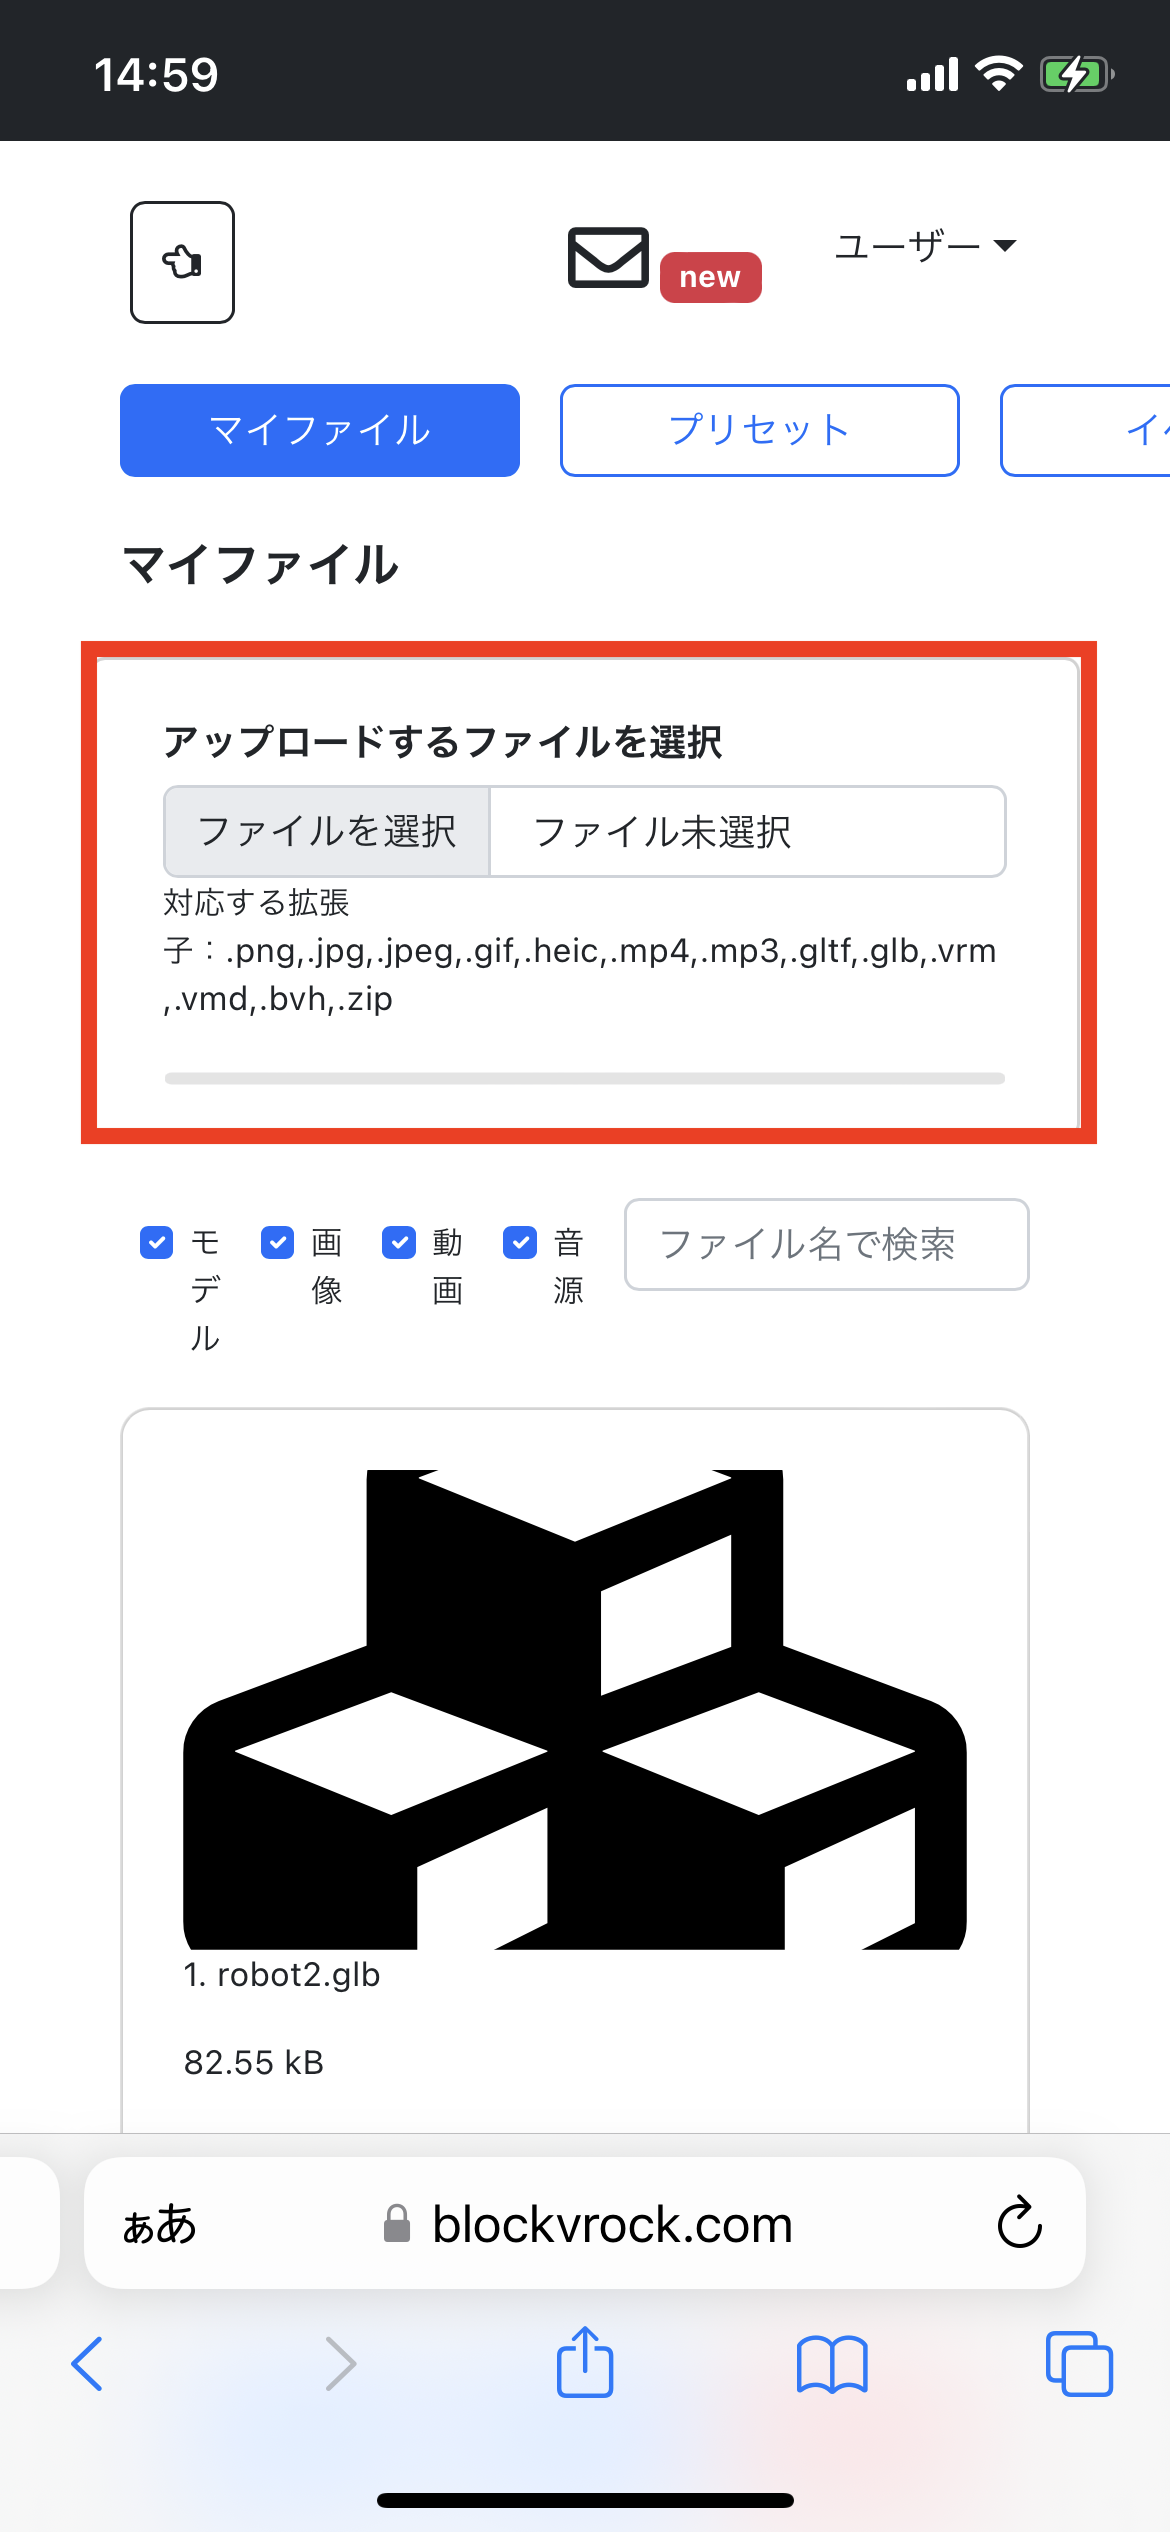 14:59
new
ユーザー
マイファイル
プリセット
マイファイル
アップロードするファイルを選択
ファイルを選択
ファイル未選択
対応する拡張
子：.png,.jpg,.jpeg,.gif,.heic,.mp4,.mp3,.gltf,.glb,.vrm
,.vmd,.bvh,.zip
モデル
画像
動画
音源
ファイル名で検索
1. robot2.glb
82.55 kB
ぁあ
blockvrock.com